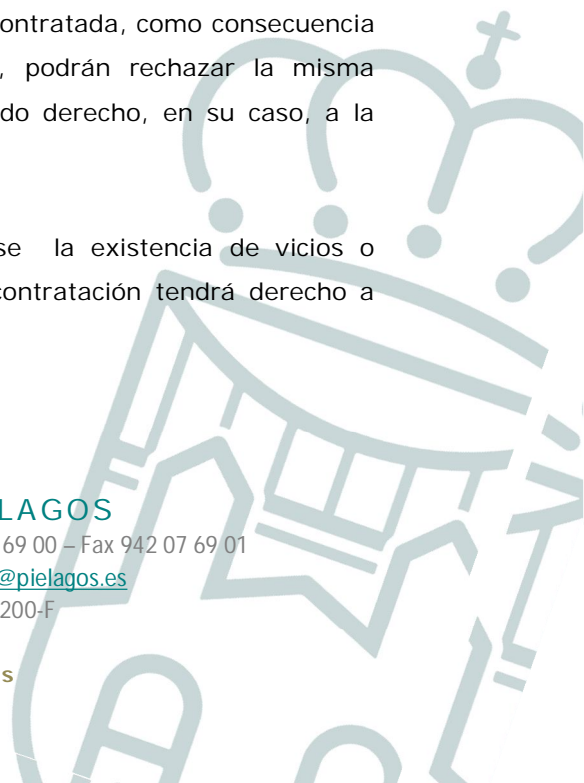 ontratada, como consecuencia
, podrán rechazar la misma
do derecho, en su caso, a la
se la existencia de vicios o
contratación tendrá derecho a
LAGOS
69 00 – Fax 942 07 69 01
@pielagos.es
200-F
s